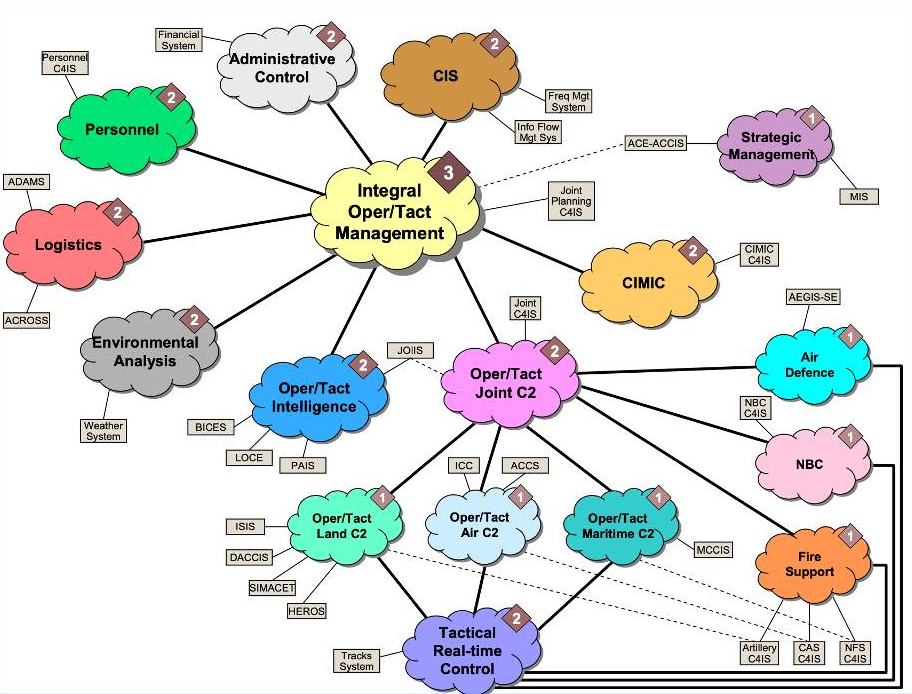 Financial
System
2
Administrative
Control
2
CIS
Personnel
C4IS
2
Personnel
Freq Mgt
System
Info Flow
Mgt Sys
ACE-ACCIS
1
Strategic
Management
MIS
3
Integral
Oper/Tact
Management
Joint
Planning
C4IS
ADAMS
2
Logistics
ACROSS
2
CIMIC
CIMIC
C4IS
2
Environmental
Analysis
Weather
System
Joint
C4IS
JOIIS
2
Oper/Tact
Intelligence
BICES
LOCE
PAIS
2
Oper/Tact
Joint C2
AEGIS-SE
1
Air
Defence
NBC
C4IS
1
NBC
ICC
ACCS
1
Oper/Tact
Land C2
ISIS
DACCIS
SIMACET
HEROS
1
Oper/Tact
Air C2
1
Oper/Tact
Maritime C2
MCCIS
1
Fire
Support
2
Tactical
Real-time
Control
Tracks
System
Artillery
C4IS
CAS
C4IS
NFS
C4IS